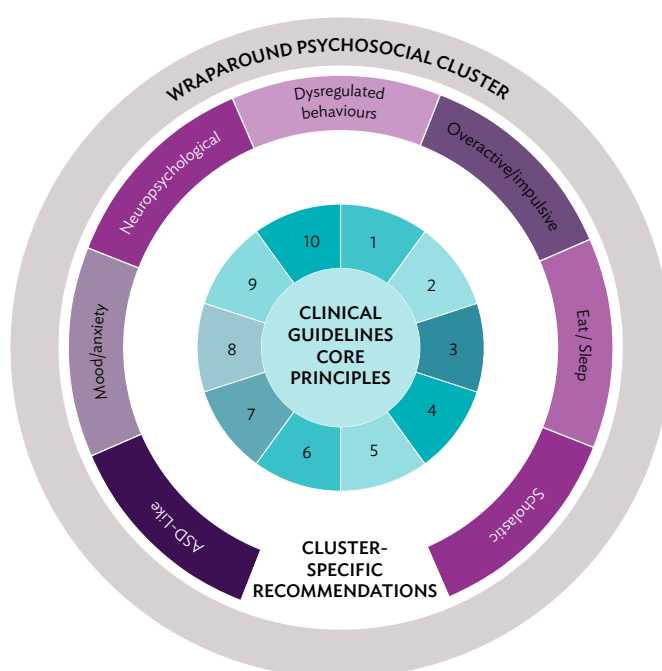 WRAPAROUND PSYCHOSOCIAL CLUSTER
Dysregulated
behaviours
Overactive/impulsive
Eat / Sleep
Scholastic
CLUSTER-
SPECIFIC
RECOMMENDATIONS
ASD-Like
Mood/anxiety
Neuropsychological
1
2
3
4
5
6
7
8
9
10
CLINICAL
GUIDELINES
CORE
PRINCIPLES